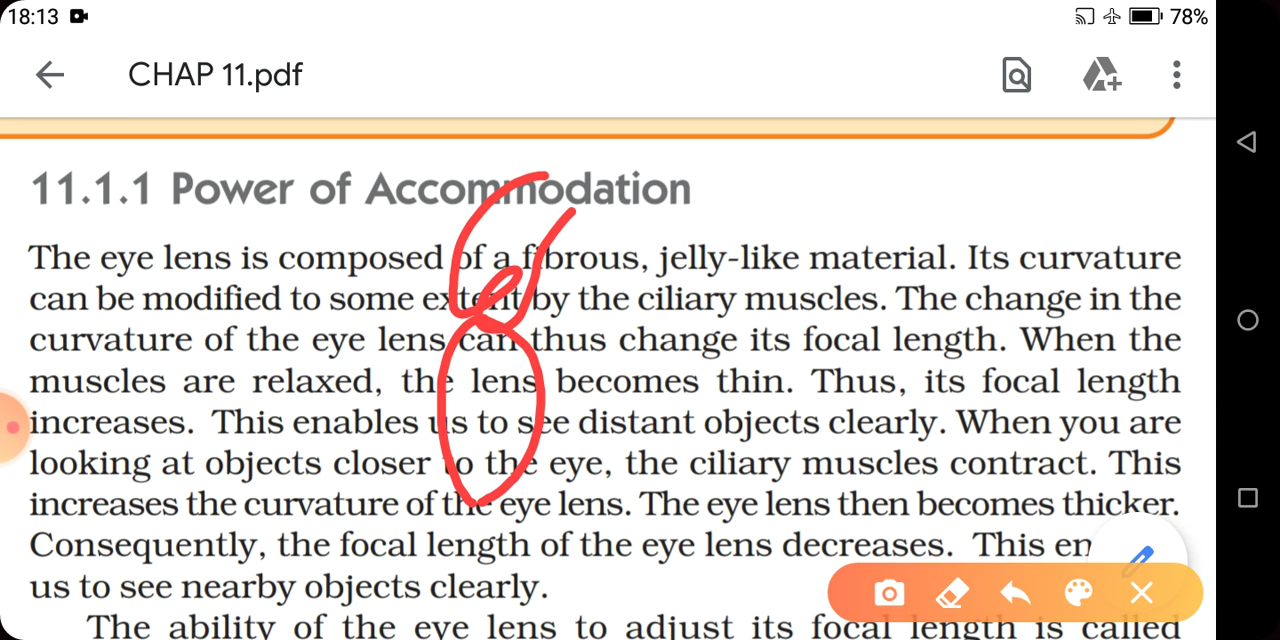 18:13
78%
CHAP 11.pdf
11.1.1 Power of Accommodation
The eye lens is composed of a fibrous, jelly-like material. Its curvature
can be modified to some extent by the ciliary muscles. The change in the
curvature of the eye lens can thus change its focal length. When the
muscles are relaxed, the lens becomes thin. Thus, its focal length
increases. This enables us to see distant objects clearly. When you are
looking at objects closer to the eye, the ciliary muscles contract. This
increases the curvature of the eye lens. The eye lens then becomes thicker.
Consequently, the focal length of the eye lens decreases. This en
us to see nearby objects clearly.
The ability of the eye lens to adjust its focal length is called